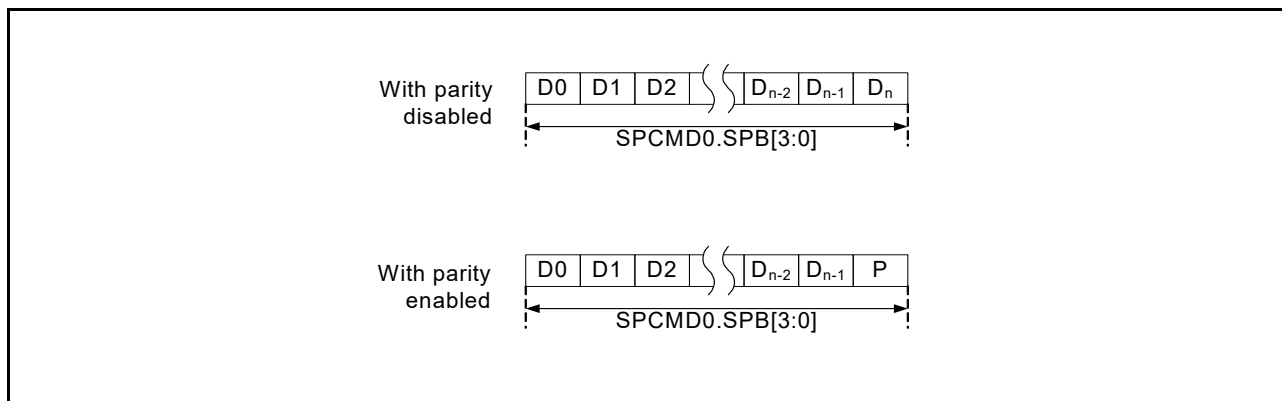 With parity
disabled
D0 D1 D2 Dn-2 Dn-1 Dn
SPCMD0.SPB[3:0]
With parity
enabled
D0 D1 D2 Dn-2 Dn-1 P
SPCMD0.SPB[3:0]